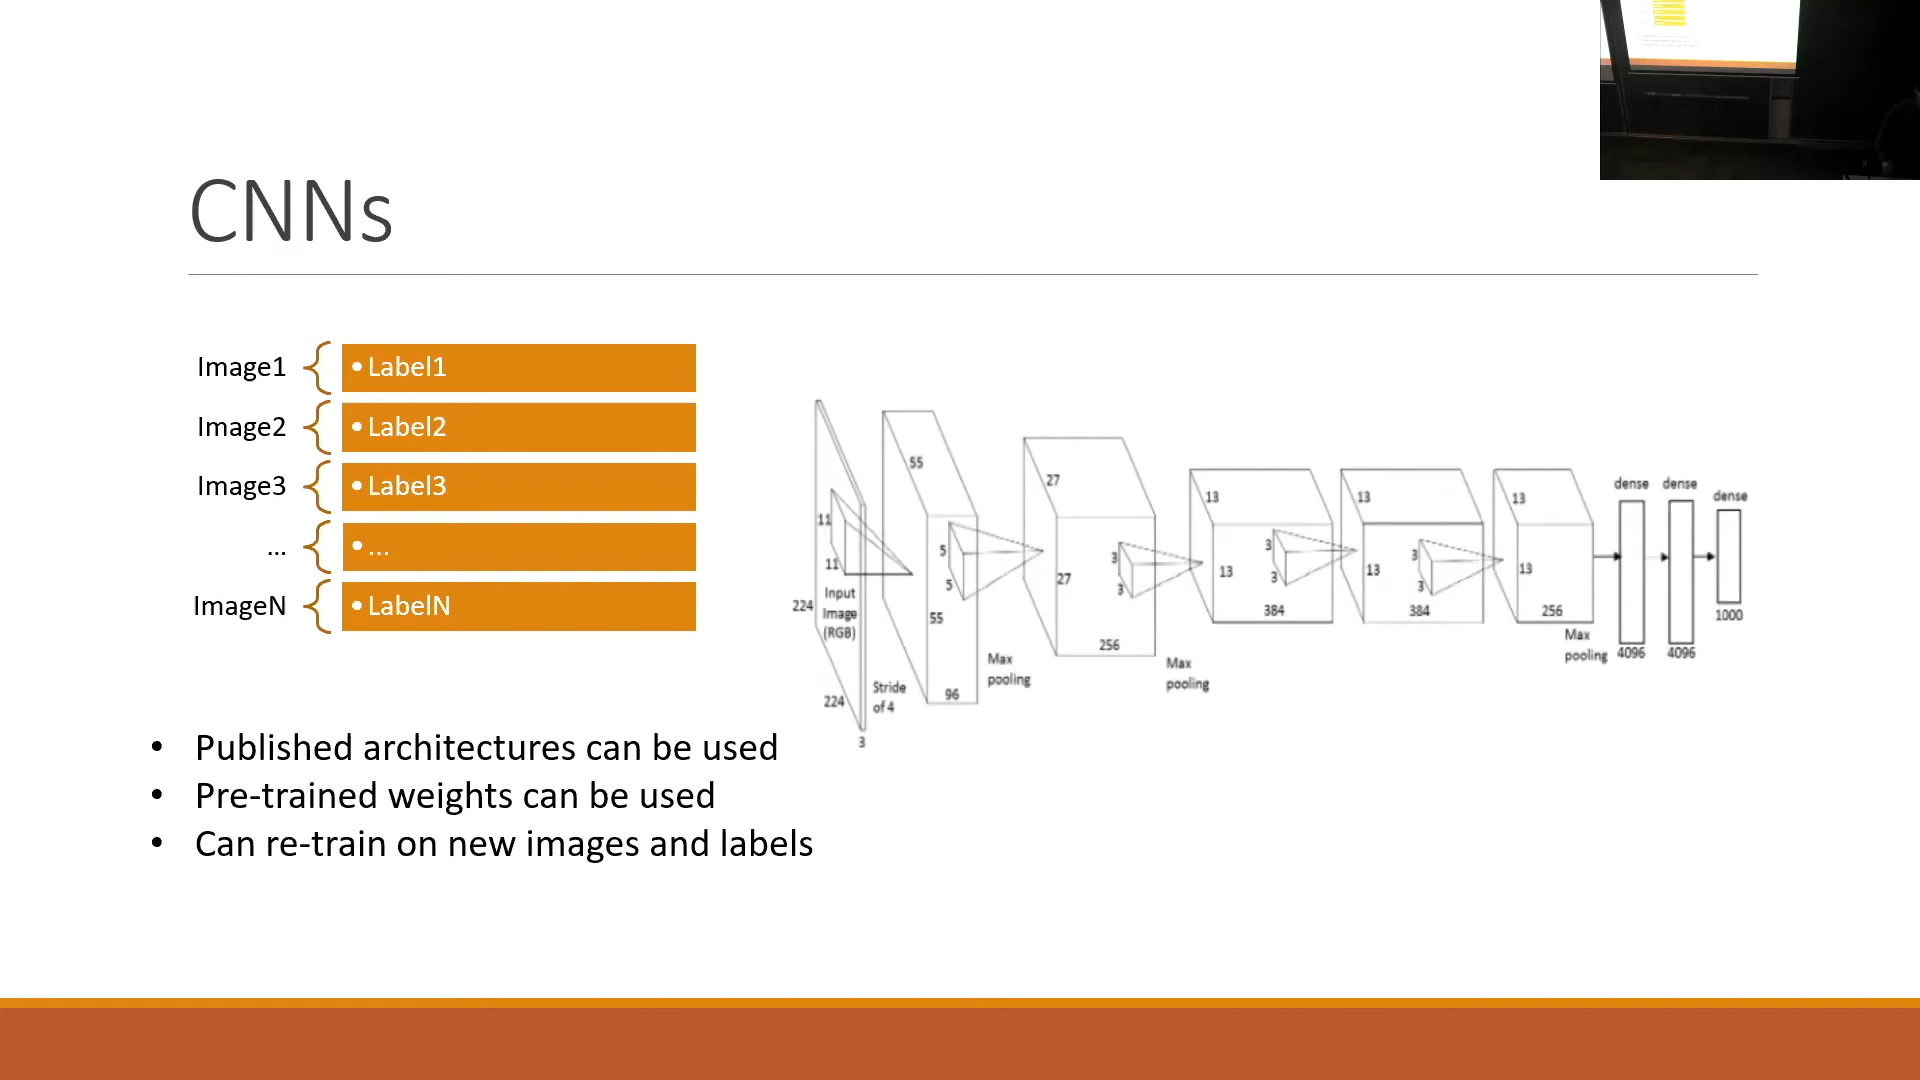 CNNs
Image1
• Label1
Image2
• Label2
Image3
• Label3
...
• ...
ImageN
• LabelN
• Published architectures can be used
• Pre-trained weights can be used
• Can re-train on new images and labels
11
11
Input
Image
(RGB)
224
224
3
Stride
of 4
55
5
5
55
96
Max
pooling
27
3
3
27
256
Max
pooling
13
3
3
13
384
13
3
3
13
384
13
13
256
Max
pooling
dense
4096
dense
4096
dense
1000